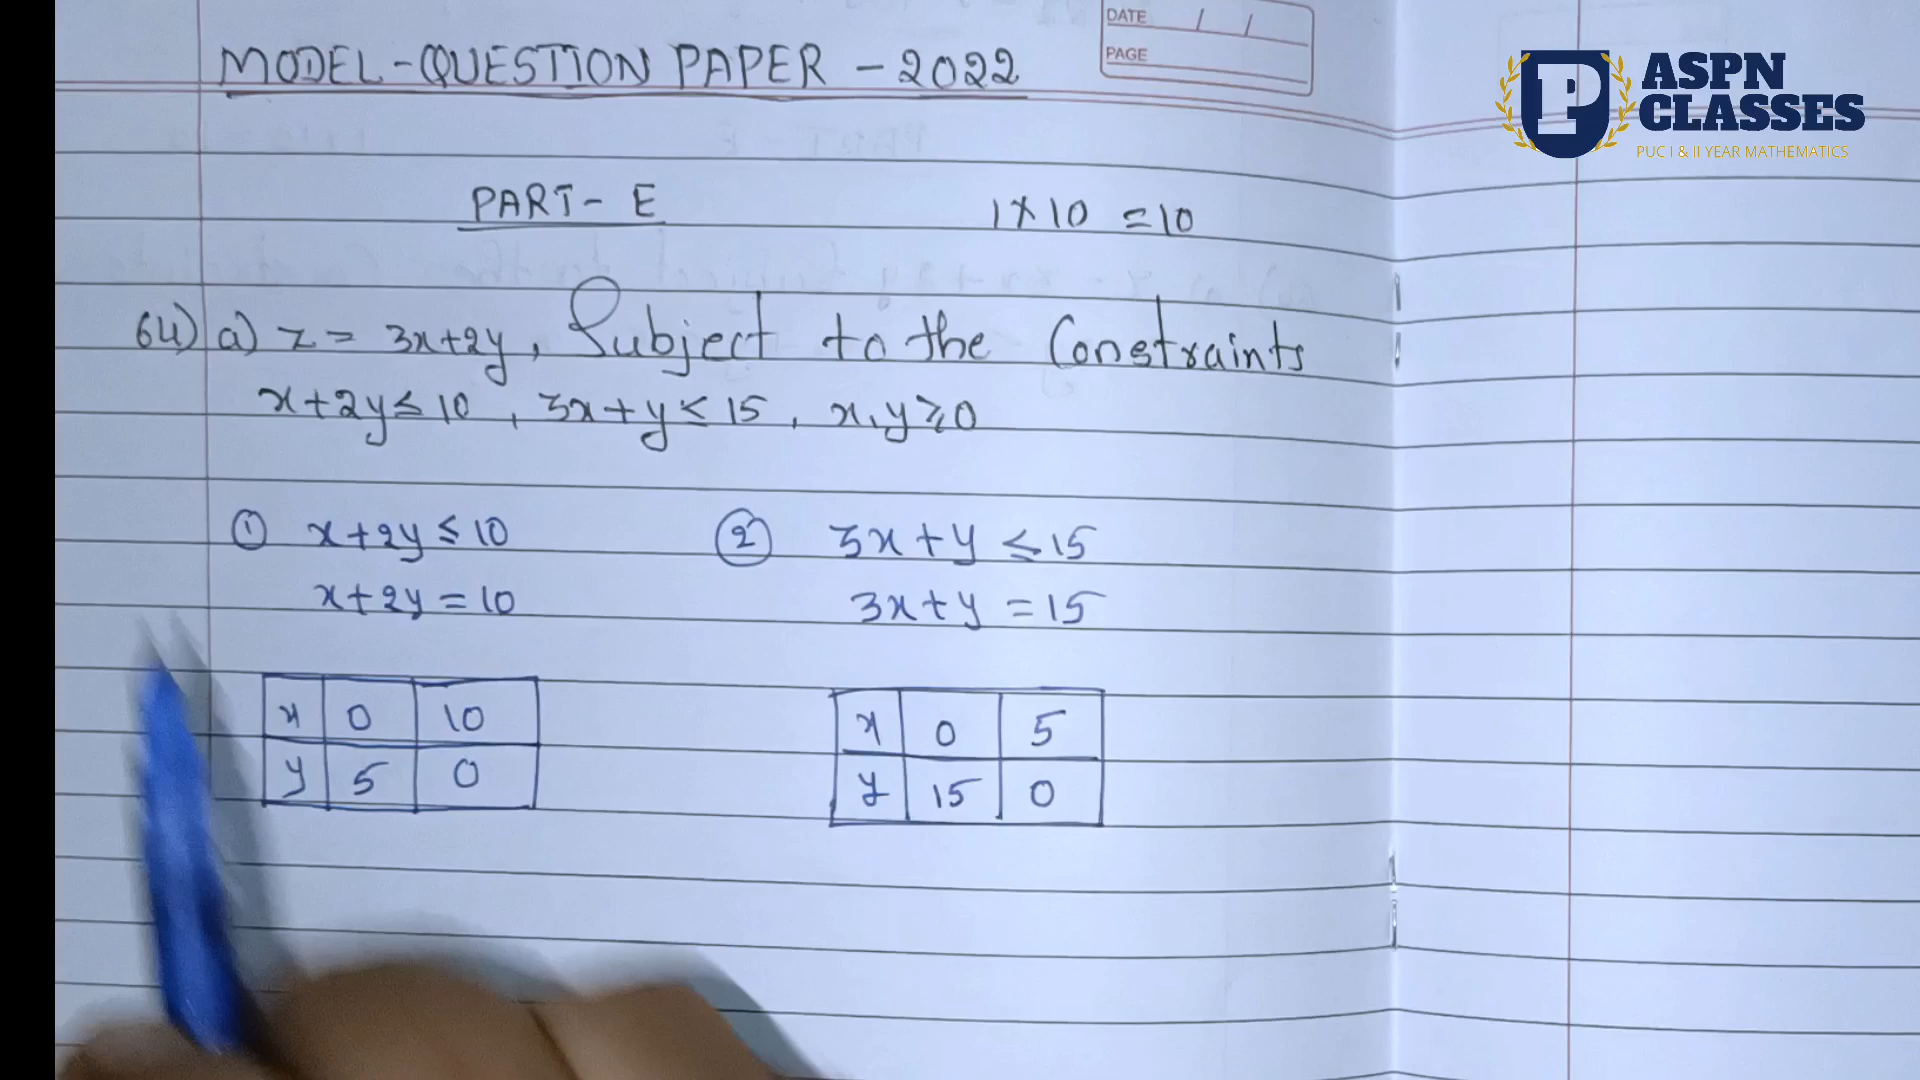 MODEL-QUESTION PAPER - 2022
DATE / /
PAGE
ASPN
CLASSES
PUC I & II YEAR MATHEMATICS
PART- E 1×10 =10
64) a) z = 3x+2y, Subject to the Constraints
x+2y≤10, 3x+y≤15, x,y≥0
① x+2y≤10 ② 3x+y≤15
x+2y=10 3x+y=15
x 0 10 x 0 5
y 5 0 y 15 0